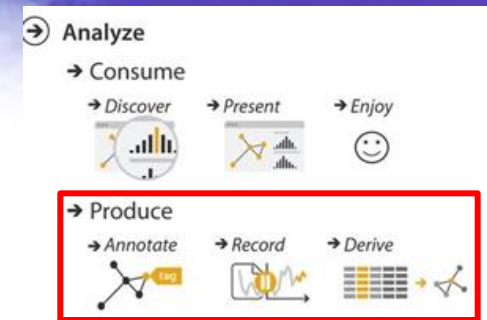 → Analyze
→ Consume
→ Discover → Present → Enjoy
→ Produce
→ Annotate → Record → Derive
tag